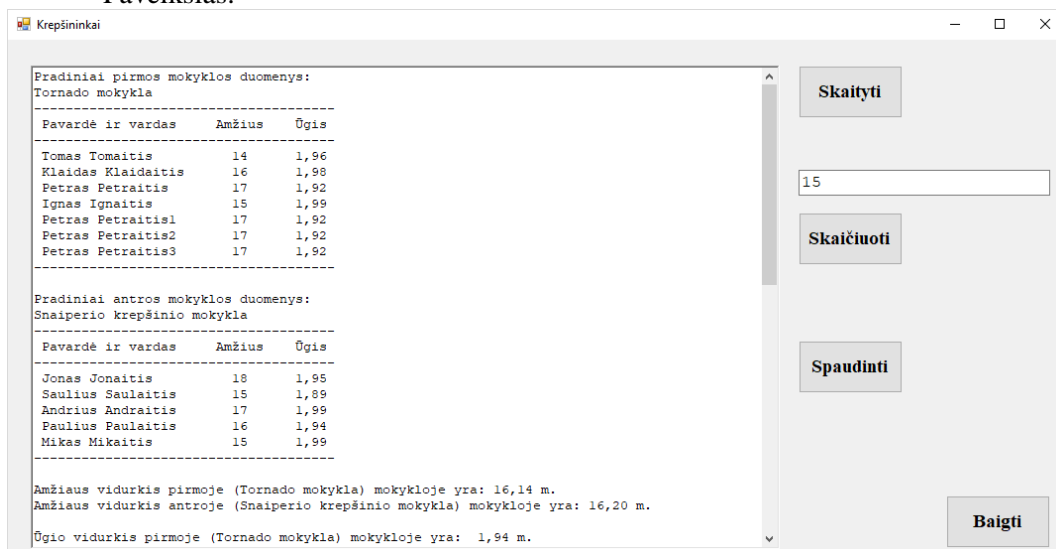 Paveikslas:
Krepšininkai
Pradiniai pirmos mokyklos duomenys:
Tornado mokykla
-------------------------------------
Pavardė ir vardas Amžius Ūgis
-------------------------------------
Tomas Tomaitis 14 1,96
Klaidas Klaidaitis 16 1,98
Petras Petraitis 17 1,92
Ignas Ignaitis 15 1,99
Petras Petraitis1 17 1,92
Petras Petraitis2 17 1,92
Petras Petraitis3 17 1,92
-------------------------------------
Pradiniai antros mokyklos duomenys:
Snaiperio krepšinio mokykla
-------------------------------------
Pavardė ir vardas Amžius Ūgis
-------------------------------------
Jonas Jonaitis 18 1,95
Saulius Saulaitis 15 1,89
Andrius Andraitis 17 1,99
Paulius Paulaitis 16 1,94
Mikas Mikaitis 15 1,99
-------------------------------------
Amžiaus vidurkis pirmoje (Tornado mokykla) mokykloje yra: 16,14 m.
Amžiaus vidurkis antroje (Snaiperio krepšinio mokykla) mokykloje yra: 16,20 m.
Ūgio vidurkis pirmoje (Tornado mokykla) mokykloje yra: 1,94 m.
Skaityti
15
Skaičiuoti
Spaudinti
Baigti